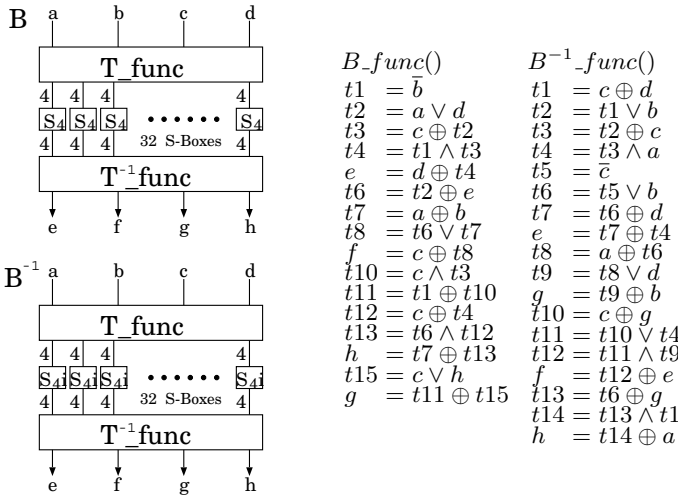 B
a b c d
T_func
4 4 4 4
S₄ S₄ S₄ ...... S₄
4 4 4 32 S-Boxes 4
T⁻¹_func
e f g h
B⁻¹
a b c d
T_func
4 4 4 4
S₄i S₄i S₄i ...... S₄i
4 4 4 32 S-Boxes 4
T⁻¹_func
e f g h
B_func()
t1 = b̅
t2 = a ∨ d
t3 = c ⊕ t2
t4 = t1 ∧ t3
e = d ⊕ t4
t6 = t2 ⊕ e
t7 = a ⊕ b
t8 = t6 ∨ t7
f = c ⊕ t8
t10 = c ∧ t3
t11 = t1 ⊕ t10
t12 = c ⊕ t4
t13 = t6 ∧ t12
h = t7 ⊕ t13
t15 = c ∨ h
g = t11 ⊕ t15
B⁻¹_func()
t1 = c ⊕ d
t2 = t1 ∨ b
t3 = t2 ⊕ c
t4 = t3 ∧ a
t5 = c̅
t6 = t5 ∨ b
t7 = t6 ⊕ d
e = t7 ⊕ t4
t8 = a ⊕ t6
t9 = t8 ∨ d
g = t9 ⊕ b
t10 = c ⊕ g
t11 = t10 ∨ t4
t12 = t11 ∧ t9
f = t12 ⊕ e
t13 = t6 ⊕ g
t14 = t13 ∧ t1
h = t14 ⊕ a